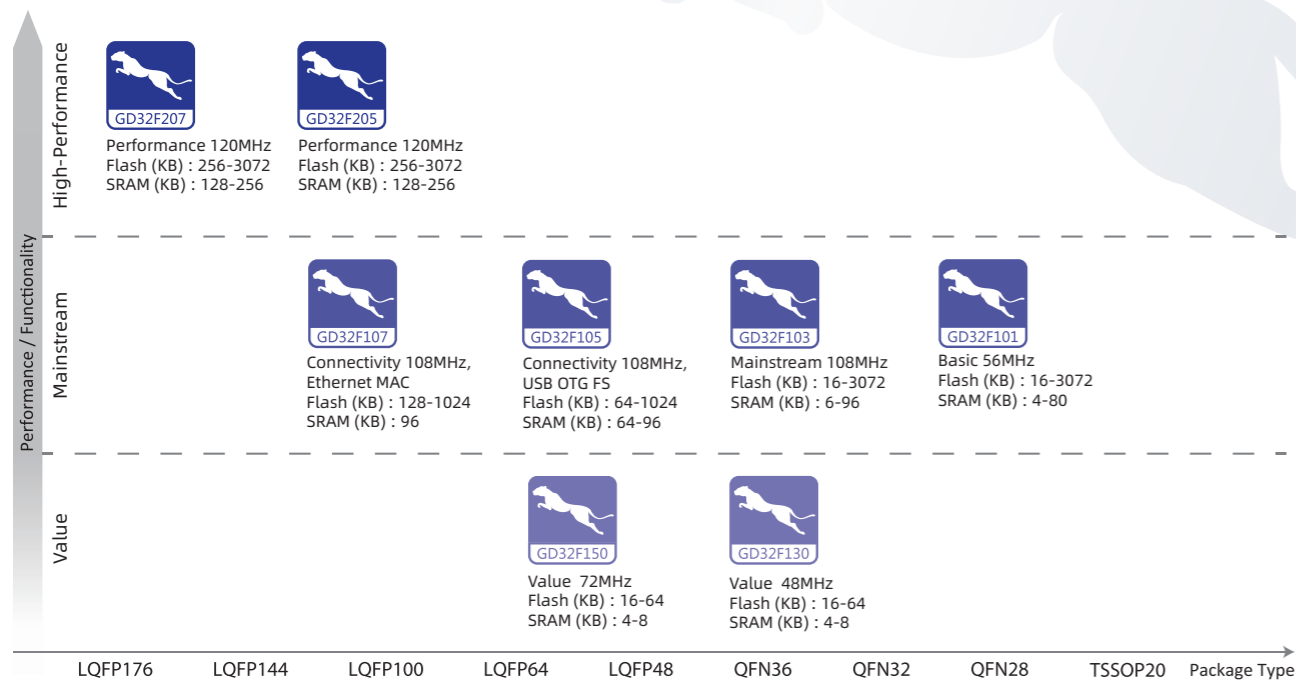 Performance / Functionality
High-Performance
GD32F207
Performance 120MHz
Flash (KB) : 256-3072
SRAM (KB) : 128-256
GD32F205
Performance 120MHz
Flash (KB) : 256-3072
SRAM (KB) : 128-256
Mainstream
GD32F107
Connectivity 108MHz,
Ethernet MAC
Flash (KB) : 128-1024
SRAM (KB) : 96
GD32F105
Connectivity 108MHz,
USB OTG FS
Flash (KB) : 64-1024
SRAM (KB) : 64-96
GD32F103
Mainstream 108MHz
Flash (KB) : 16-3072
SRAM (KB) : 6-96
GD32F101
Basic 56MHz
Flash (KB) : 16-3072
SRAM (KB) : 4-80
Value
GD32F150
Value 72MHz
Flash (KB) : 16-64
SRAM (KB) : 4-8
GD32F130
Value 48MHz
Flash (KB) : 16-64
SRAM (KB) : 4-8
LQFP176 LQFP144 LQFP100 LQFP64 LQFP48 QFN36 QFN32 QFN28 TSSOP20 Package Type